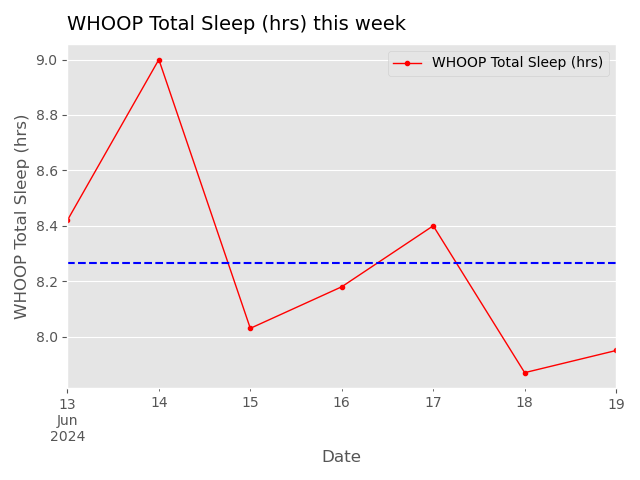 WHOOP Total Sleep (hrs) this week
WHOOP Total Sleep (hrs)
WHOOP Total Sleep (hrs)
9.0
8.8
8.6
8.4
8.2
8.0
13 14 15 16 17 18 19
Jun
2024
Date